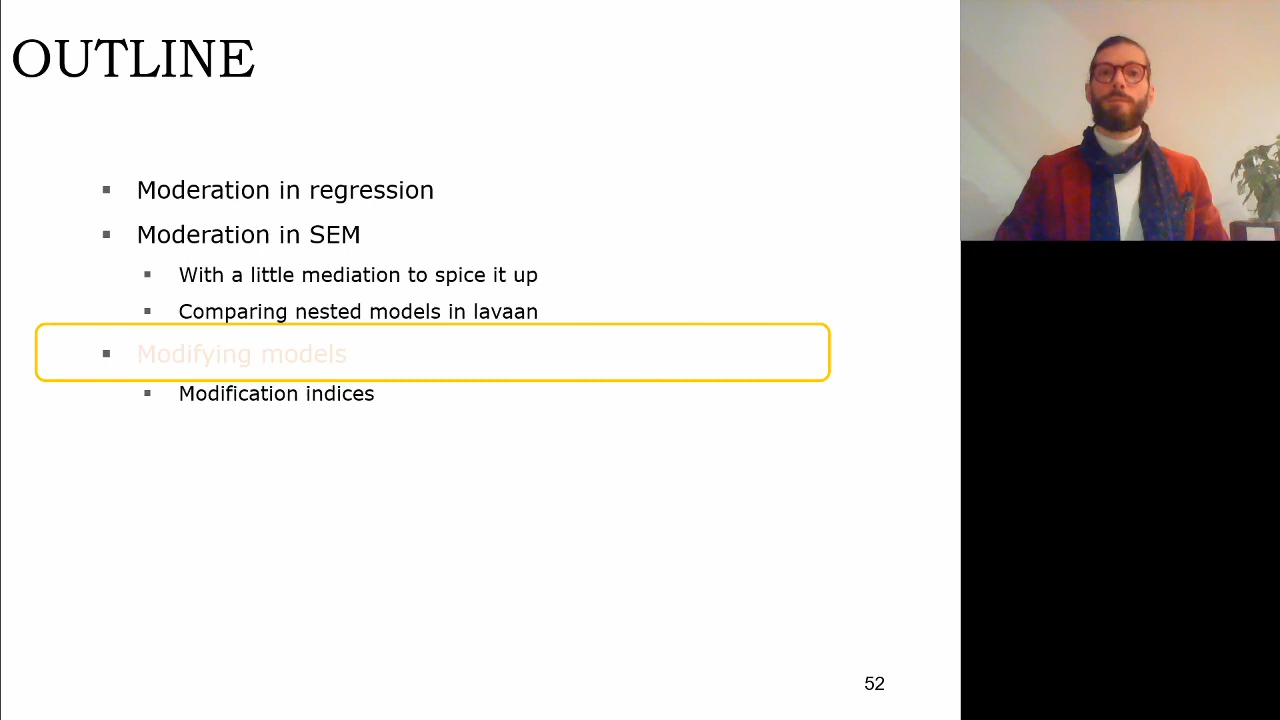 OUTLINE
Moderation in regression
Moderation in SEM
With a little mediation to spice it up
Comparing nested models in lavaan
Modifying models
Modification indices
52